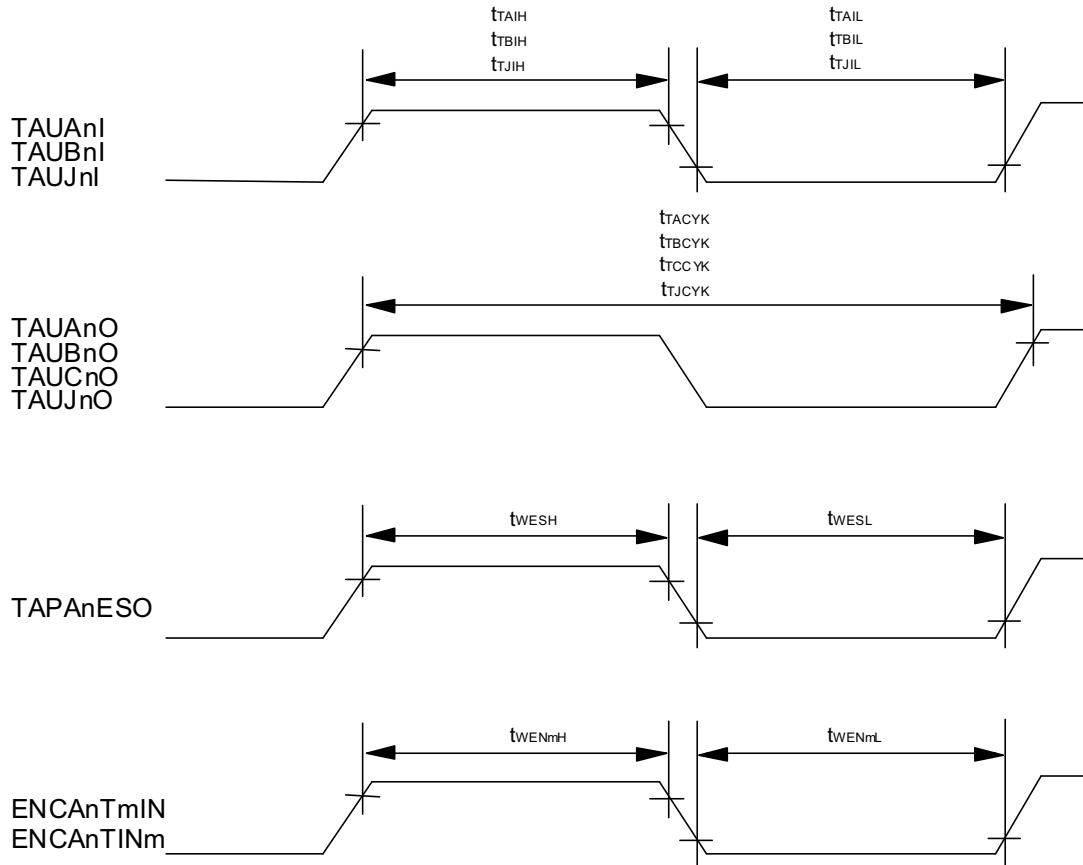 tTAIH
tTBIH
tTJIH
tTAIL
tTBIL
tTJIL
TAUAnI
TAUBnI
TAUJnI
tTACYK
tTBCYK
tTCCYK
tTJCYK
TAUAnO
TAUBnO
TAUCnO
TAUJnO
tWESH
tWESL
TAPAnESO
tWENmH
tWENmL
ENCAnTmIN
ENCAnTINm